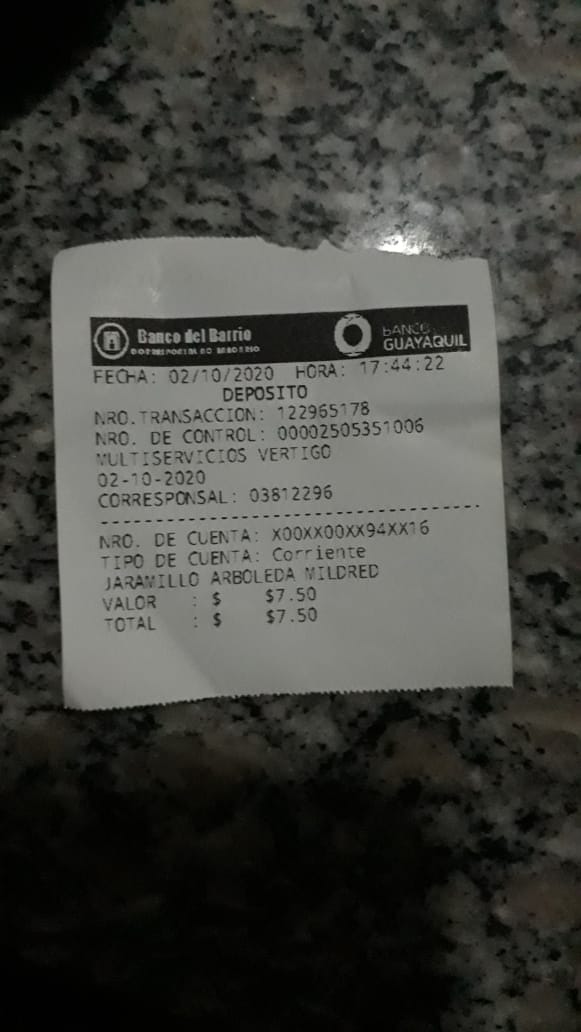 Banco del Barrio
BANCO
GUAYAQUIL
FECHA: 02/10/2020 HORA: 17:44:22
DEPOSITO
NRO.TRANSACCION: 122965178
NRO. DE CONTROL: 00002505351006
MULTISERVICIOS VERTIGO
02-10-2020
CORRESPONSAL: 03812296
NRO. DE CUENTA: X00XX00XX94XX16
TIPO DE CUENTA: Corriente
JARAMILLO ARBOLEDA MILDRED
VALOR : $ $7.50
TOTAL : $ $7.50